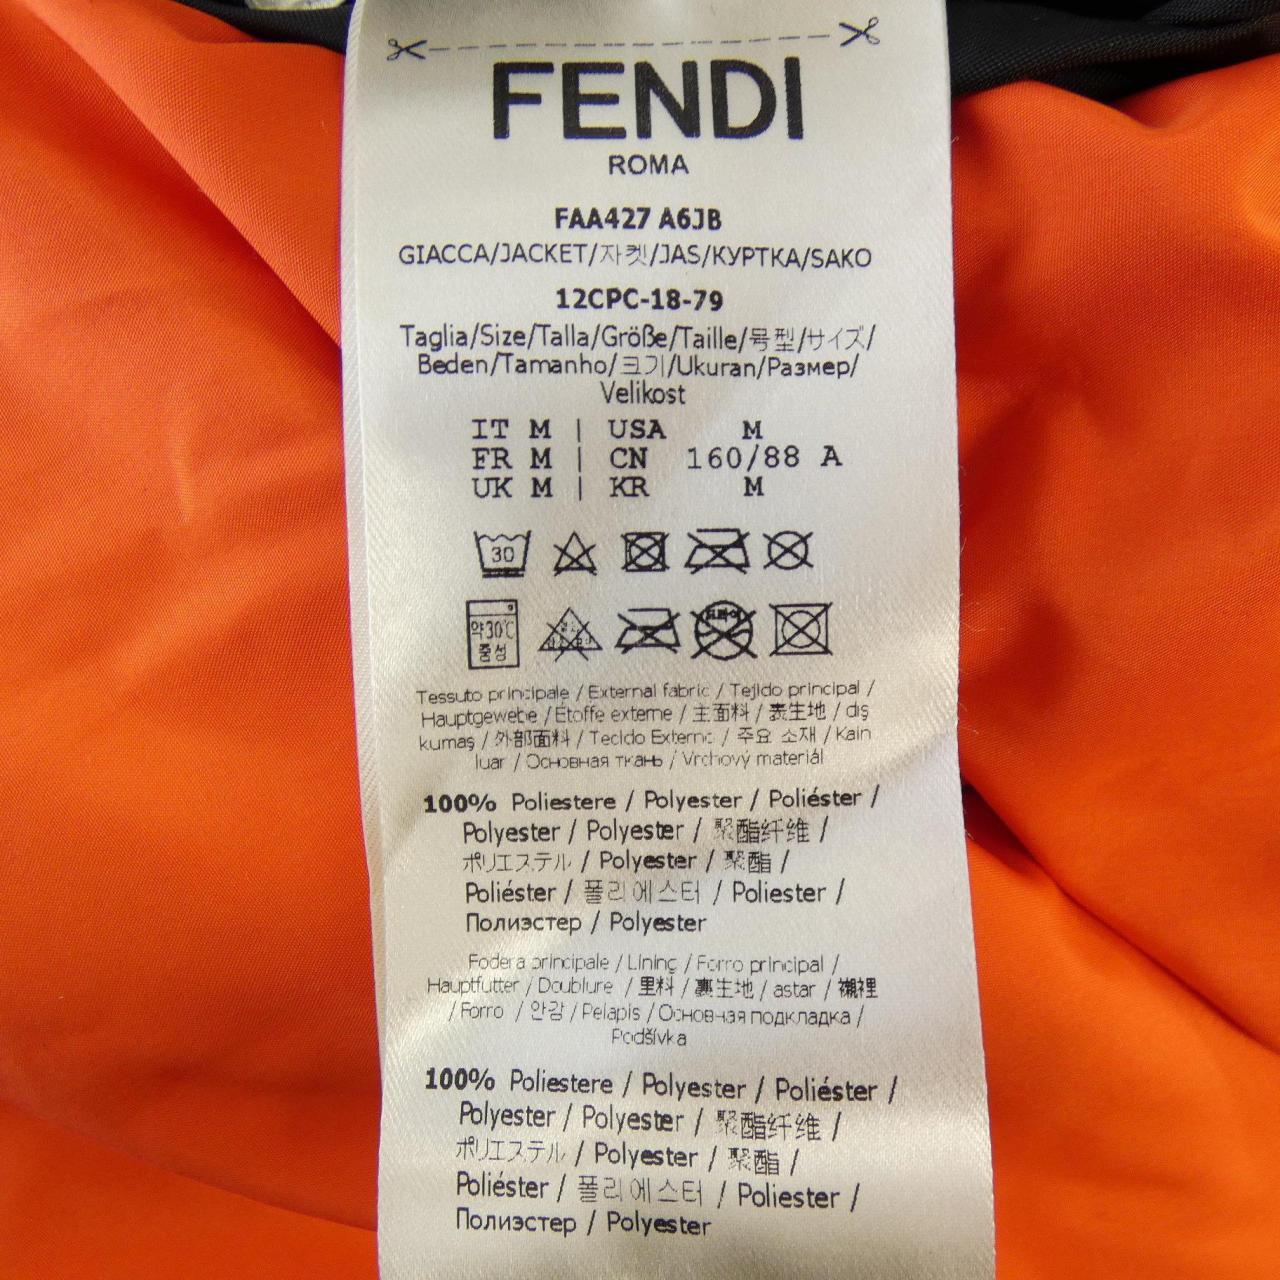 FENDI
ROMA
FAA427 A6JB
GIACCA/JACKET/자켓/JAS/КУРТКА/SAKO
12CPC-18-79
Taglia/Size/Talla/Größe/Taille/号型/サイズ/
Beden/Tamanho/크기/Ukuran/Размер/
Velikost
IT M | USA M
FR M | CN 160/88 A
UK M | KR M
30
약30℃
중성
Tessuto principale / External fabric / Tejido principal /
Hauptgewebe / Étoffe externe / 主面料 / 表生地 / dış
kumaş / 外部面料 / Tecido Externo / 주요 소재 / Kain
luar / Основная ткань / Vrchový materiál
100% Poliestere / Polyester / Poliéster /
Polyester / Polyester / 聚酯纤维 /
ポリエステル / Polyester / 聚酯 /
Poliéster / 폴리에스터 / Poliester /
Полиэстер / Polyester
Fodera principale / Lining / Forro principal /
Hauptfutter / Doublure / 里料 / 裏生地 / astar / 襯裡
/ Forro / 안감 / Pelapis / Основная подкладка /
Podšívka
100% Poliestere / Polyester / Poliéster /
Polyester / Polyester / 聚酯纤维 /
ポリエステル / Polyester / 聚酯 /
Poliéster / 폴리에스터 / Poliester /
Полиэстер / Polyester